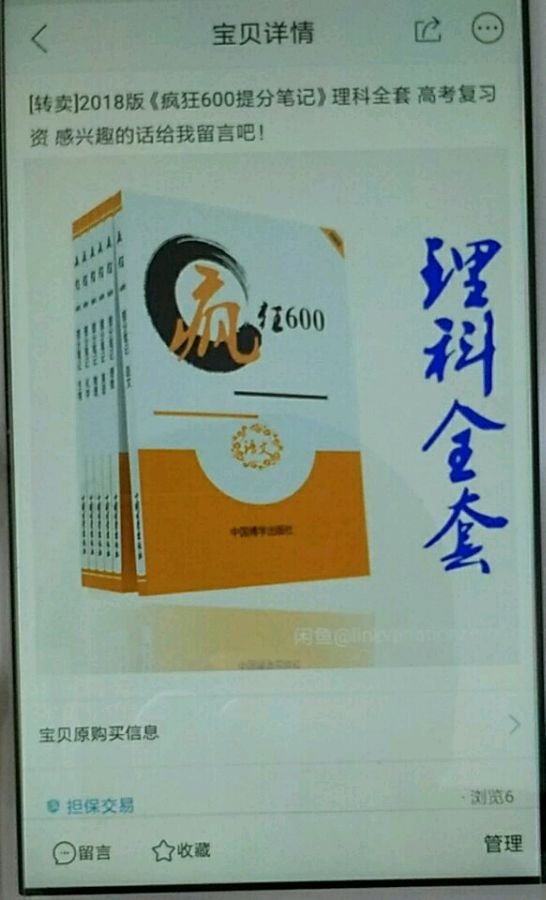 宝贝详情
[转卖]2018版《疯狂600提分笔记》理科全套 高考复习
资 感兴趣的话给我留言吧!
疯狂600
语文
中国博学出版社
理科全套
宝贝原购买信息
担保交易
·浏览6
留言
收藏
管理